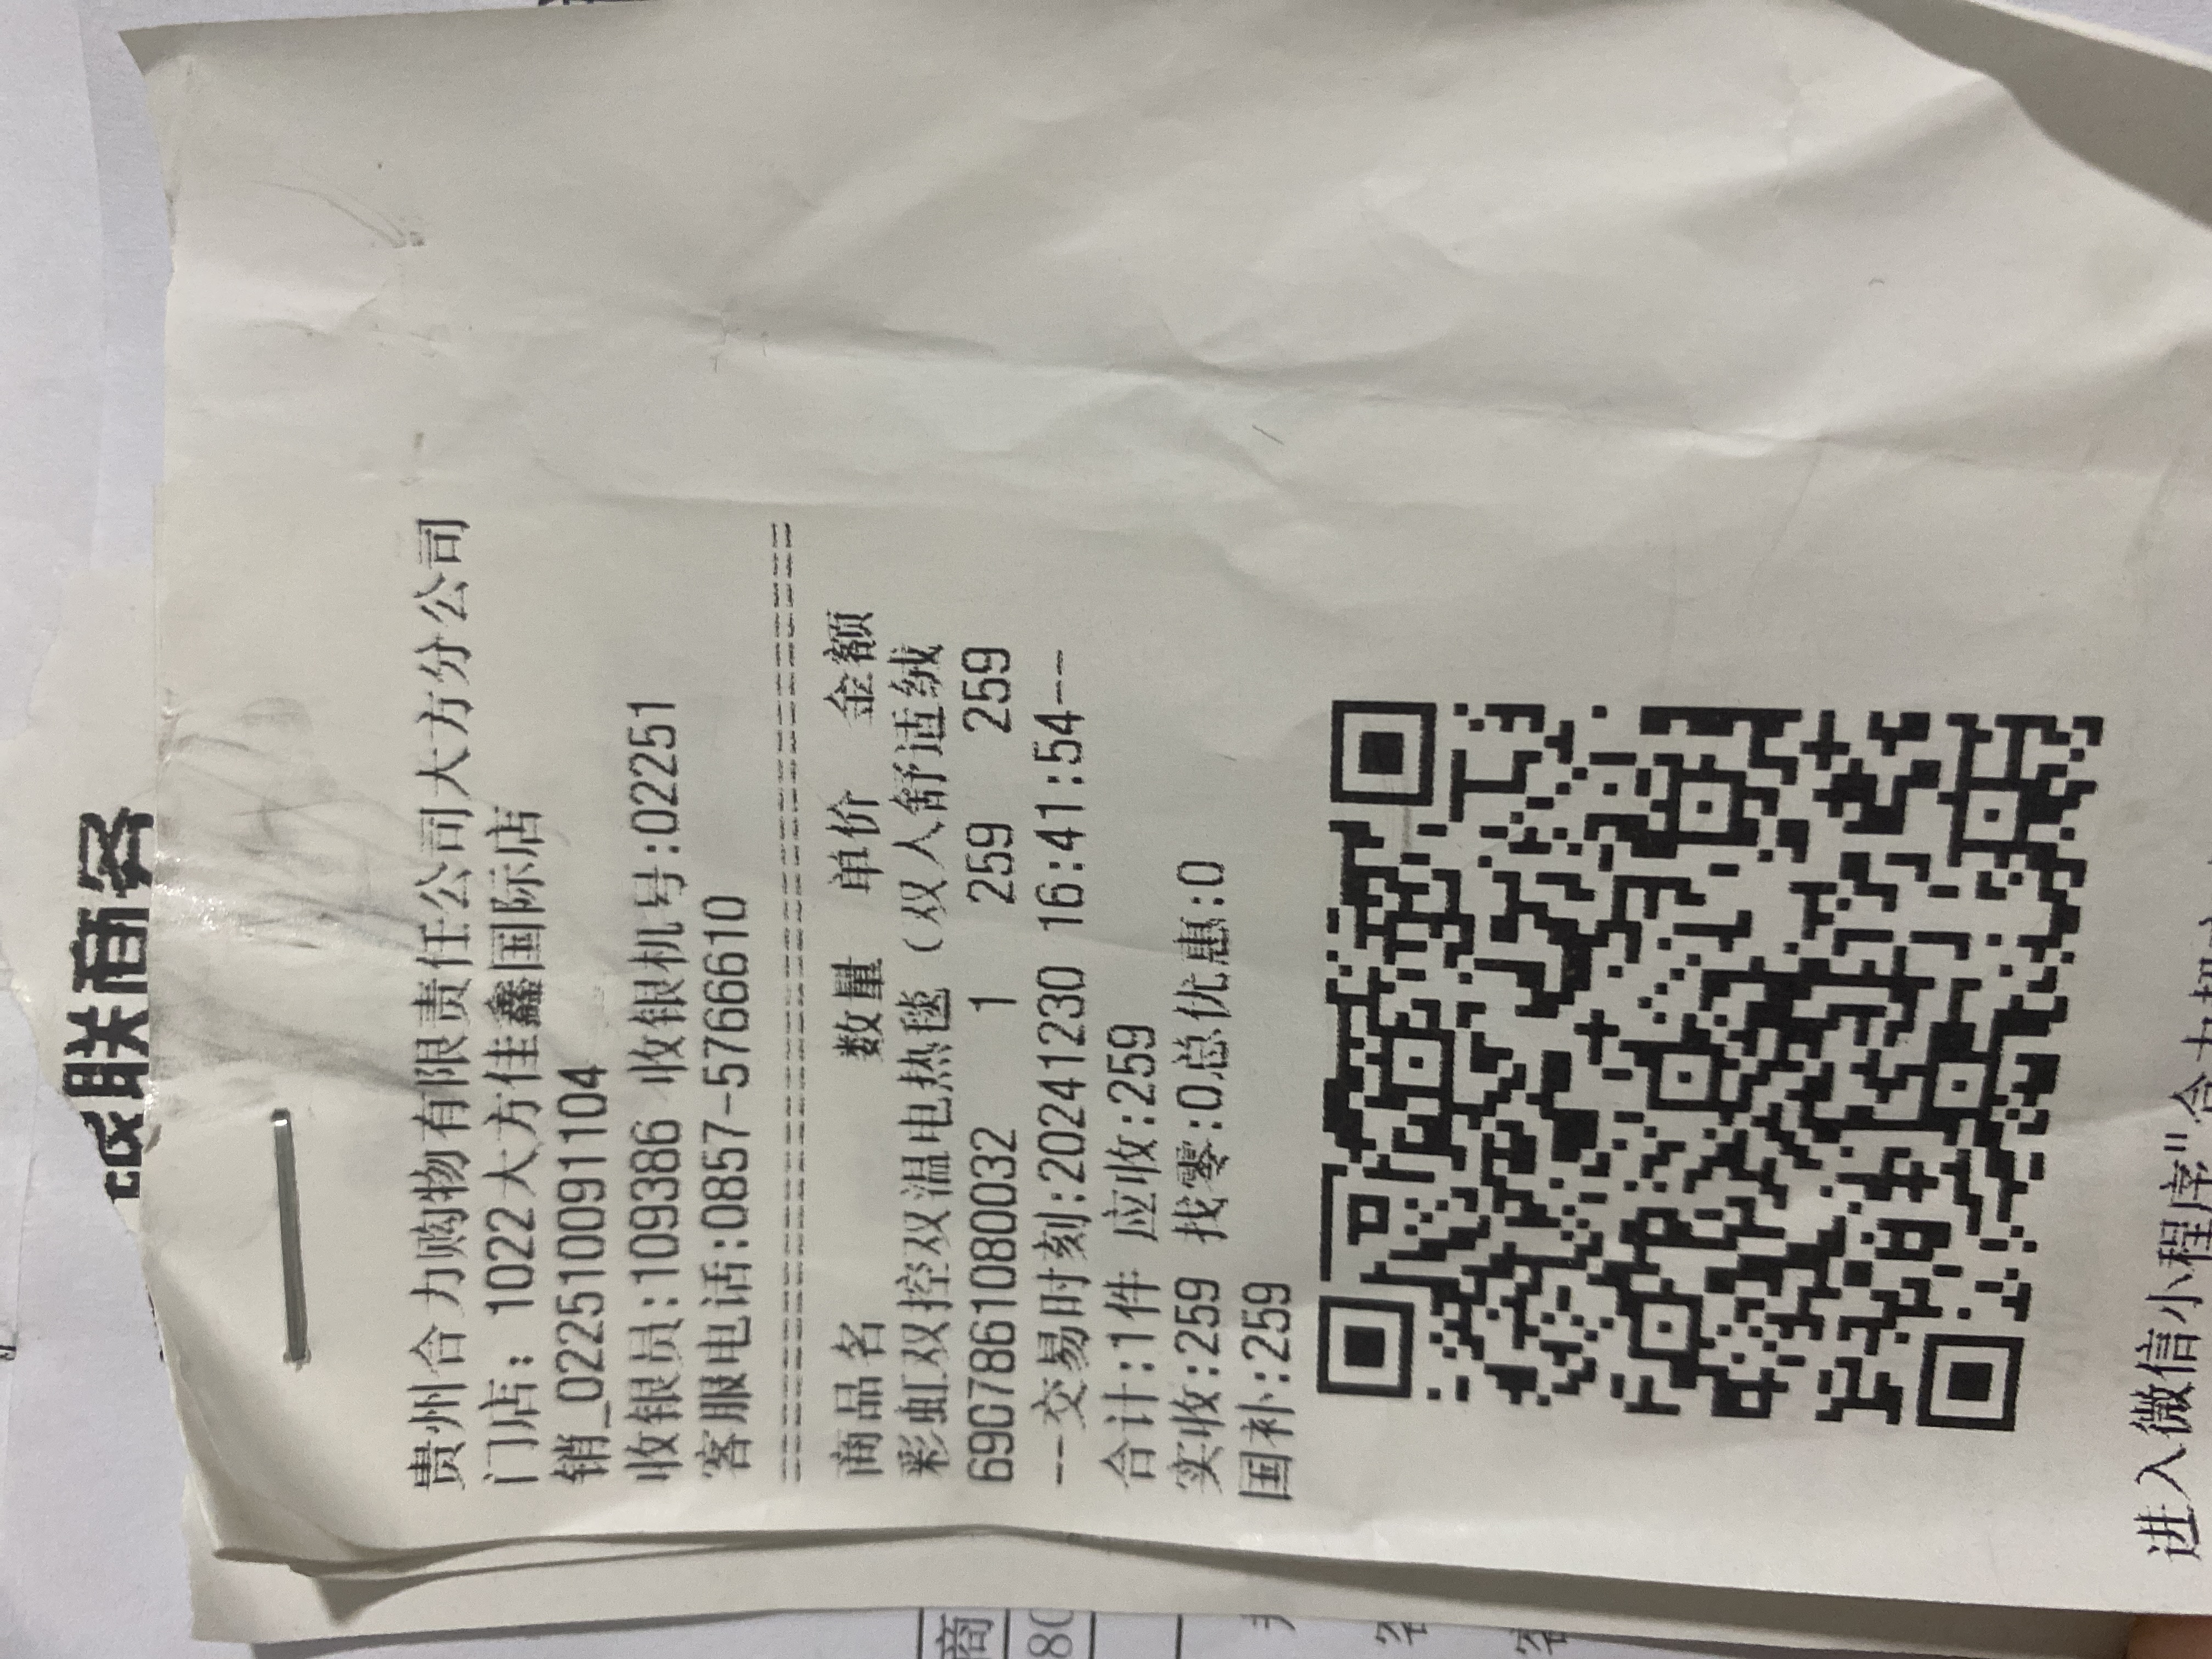 银联商务
贵州合力购物有限责任公司大方分公司
门店: 1022大方佳鑫国际店
销_022510091104
收银员:109386 收银机号:02251
客服电话:0857-5766610
================================
商品名 数量 单价 金额
彩虹双控双温电热毯（双人舒适绒
6907861080032 1 259 259
--交易时刻:20241230 16:41:54--
合计:1件 应收:259
实收:259 找零:0总优惠:0
国补:259
进入微信小程序"合力
商
80